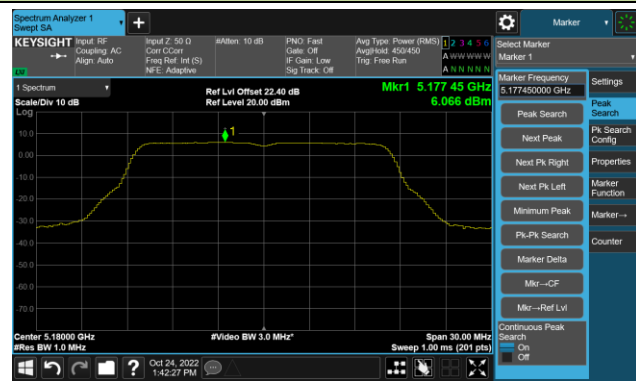 Spectrum Analyzer 1
Swept SA
+
Marker
KEYSIGHT
Input: RF
Coupling: AC
Align: Auto
Input Z: 50 Ω
Corr CCorr
Freq Ref: Int (S)
NFE: Adaptive
#Atten: 10 dB
PNO: Fast
Gate: Off
IF Gain: Low
Sig Track: Off
Avg Type: Power (RMS)
Avg|Hold: 450/450
Trig: Free Run
1 2 3 4 5 6
A W W W W W
A N N N N N
Select Marker
Marker 1
LXI
1 Spectrum
Scale/Div 10 dB
Log
Ref Lvl Offset 22.40 dB
Ref Level 20.00 dBm
Mkr1 5.177 45 GHz
6.066 dBm
Marker Frequency
5.177450000 GHz
Settings
Peak Search
Next Peak
Next Pk Right
Next Pk Left
Minimum Peak
Pk-Pk Search
Marker Delta
Mkr→CF
Mkr→Ref Lvl
Continuous Peak
Search
On
Off
Peak
Search
Pk Search
Config
Properties
Marker
Function
Marker→
Counter
1
10.0
0.00
-10.0
-20.0
-30.0
-40.0
-50.0
-60.0
-70.0
Center 5.18000 GHz
#Res BW 1.0 MHz
#Video BW 3.0 MHz*
Span 30.00 MHz
Sweep 1.00 ms (201 pts)
?
Oct 24, 2022
1:42:27 PM